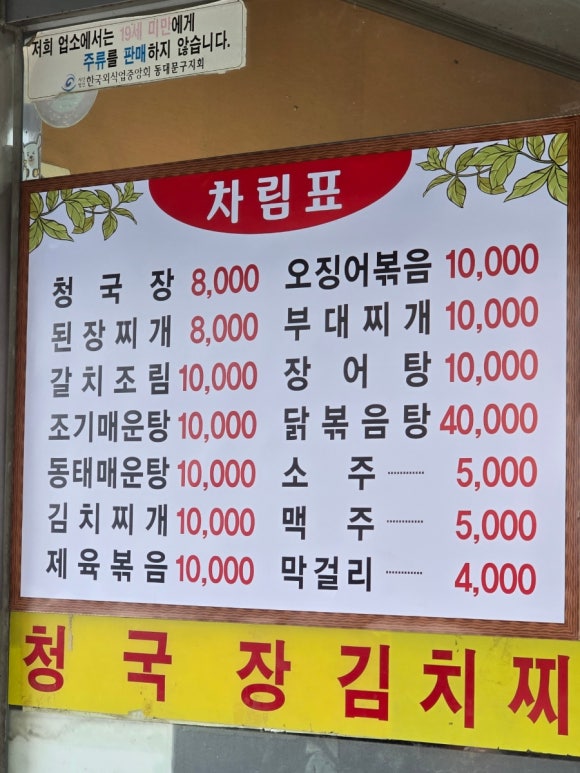 저희 업소에서는 19세 미만에게
주류를 판매하지 않습니다.
한국외식업중앙회 동대문구지회
차림표
청국장 8,000
된장찌개 8,000
갈치조림 10,000
조기매운탕 10,000
동태매운탕 10,000
김치찌개 10,000
제육볶음 10,000
오징어볶음 10,000
부대찌개 10,000
장어탕 10,000
닭볶음탕 40,000
소주 5,000
맥주 5,000
막걸리 4,000
청국장김치찌